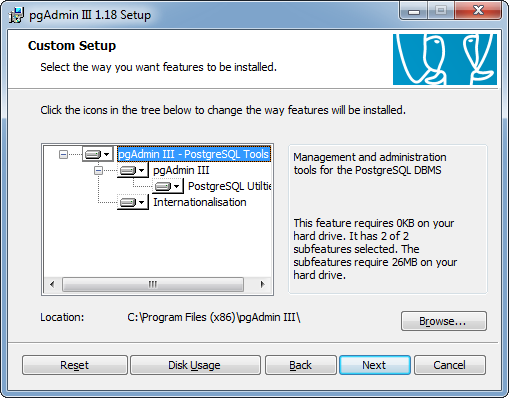 pgAdmin III 1.18 Setup
Custom Setup
Select the way you want features to be installed.
Click the icons in the tree below to change the way features will be installed.
pgAdmin III - PostgreSQL Tools
pgAdmin III
PostgreSQL Utilitie
Internationalisation
Management and administration
tools for the PostgreSQL DBMS
This feature requires 0KB on your
hard drive. It has 2 of 2
subfeatures selected. The
subfeatures require 26MB on your
hard drive.
Location:
C:\Program Files (x86)\pgAdmin III\
Browse...
Reset
Disk Usage
Back
Next
Cancel